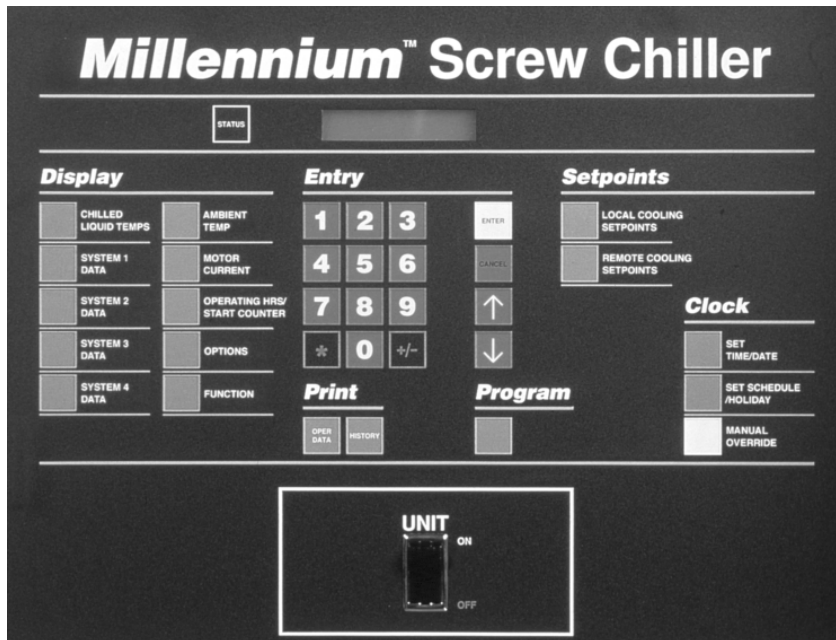 Millennium™ Screw Chiller
STATUS
Display
CHILLED
LIQUID TEMPS
SYSTEM 1
DATA
SYSTEM 2
DATA
SYSTEM 3
DATA
SYSTEM 4
DATA
AMBIENT
TEMP
MOTOR
CURRENT
OPERATING HRS/
START COUNTER
OPTIONS
FUNCTION
Entry
1 2 3 ENTER
4 5 6 CANCEL
7 8 9 ↑
* 0 +/- ↓
Print
OPER
DATA
HISTORY
Program
Setpoints
LOCAL COOLING
SETPOINTS
REMOTE COOLING
SETPOINTS
Clock
SET
TIME/DATE
SET SCHEDULE
/HOLIDAY
MANUAL
OVERRIDE
UNIT
ON
OFF